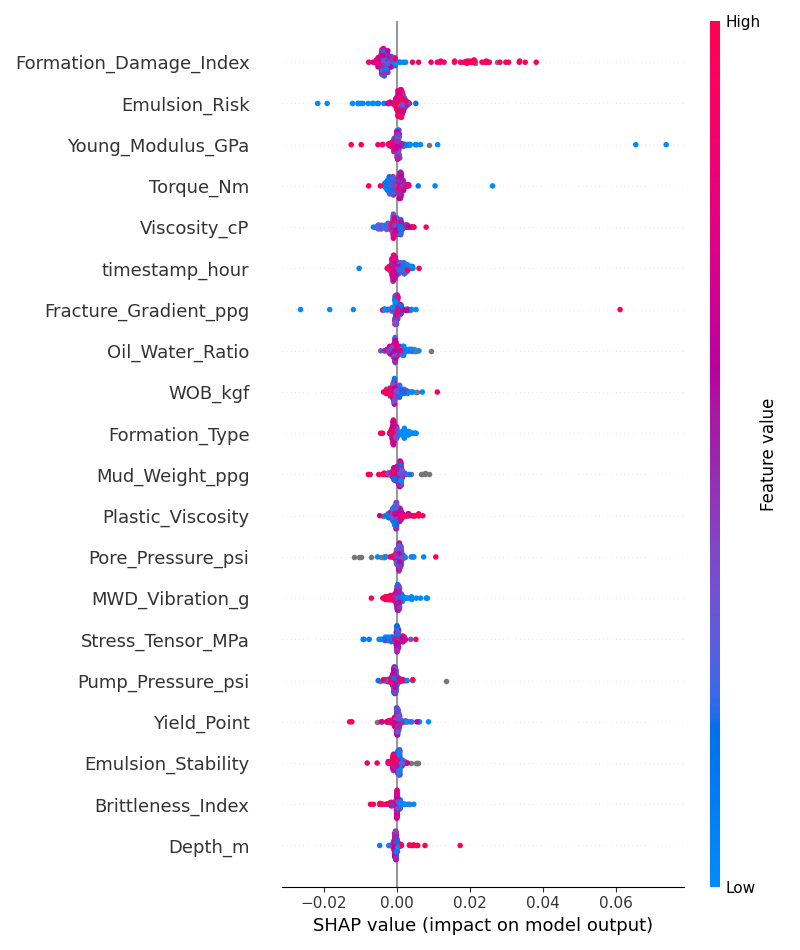 High
Formation_Damage_Index
Emulsion_Risk
Young_Modulus_GPa
Torque_Nm
Viscosity_cP
timestamp_hour
Fracture_Gradient_ppg
Oil_Water_Ratio
WOB_kgf
Formation_Type
Mud_Weight_ppg
Plastic_Viscosity
Pore_Pressure_psi
MWD_Vibration_g
Stress_Tensor_MPa
Pump_Pressure_psi
Yield_Point
Emulsion_Stability
Brittleness_Index
Depth_m
Feature value
Low
−0.02 0.00 0.02 0.04 0.06
SHAP value (impact on model output)